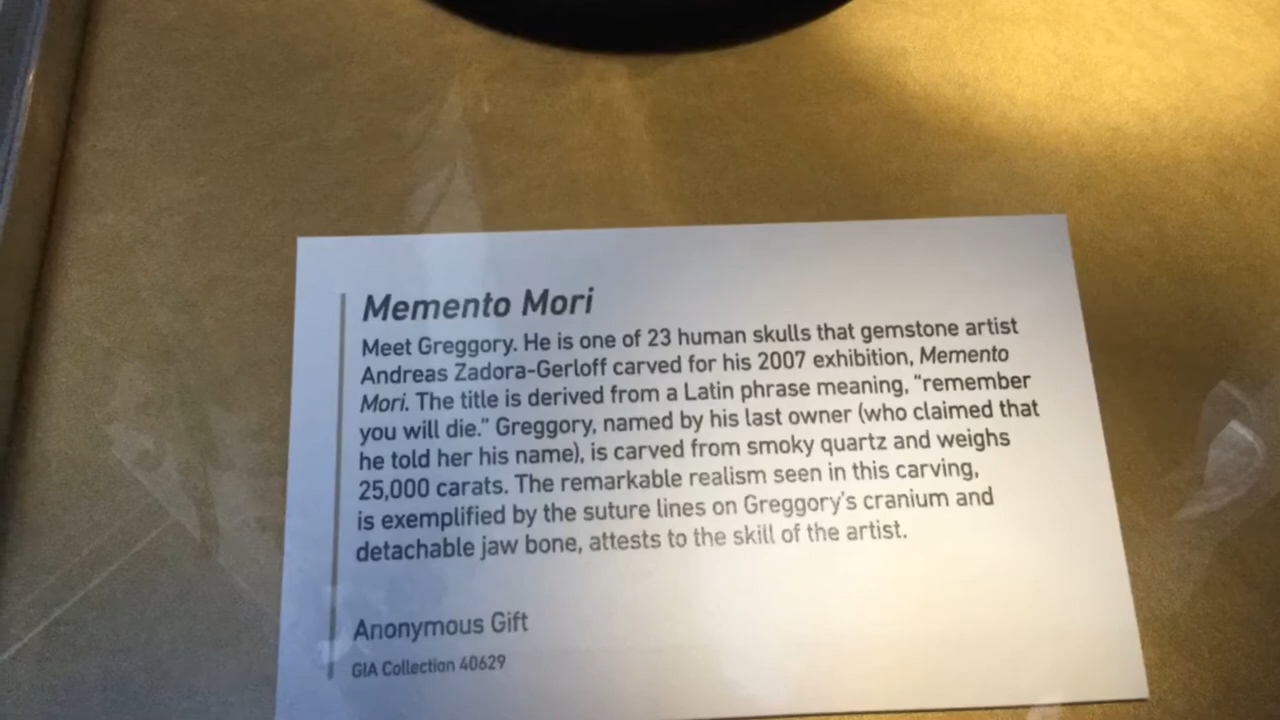 Memento Mori
Meet Greggory. He is one of 23 human skulls that gemstone artist
Andreas Zadora-Gerloff carved for his 2007 exhibition, Memento
Mori. The title is derived from a Latin phrase meaning, “remember
you will die.” Greggory, named by his last owner (who claimed that
he told her his name), is carved from smoky quartz and weighs
25,000 carats. The remarkable realism seen in this carving,
is exemplified by the suture lines on Greggory’s cranium and
detachable jaw bone, attests to the skill of the artist.
Anonymous Gift
GIA Collection 40629